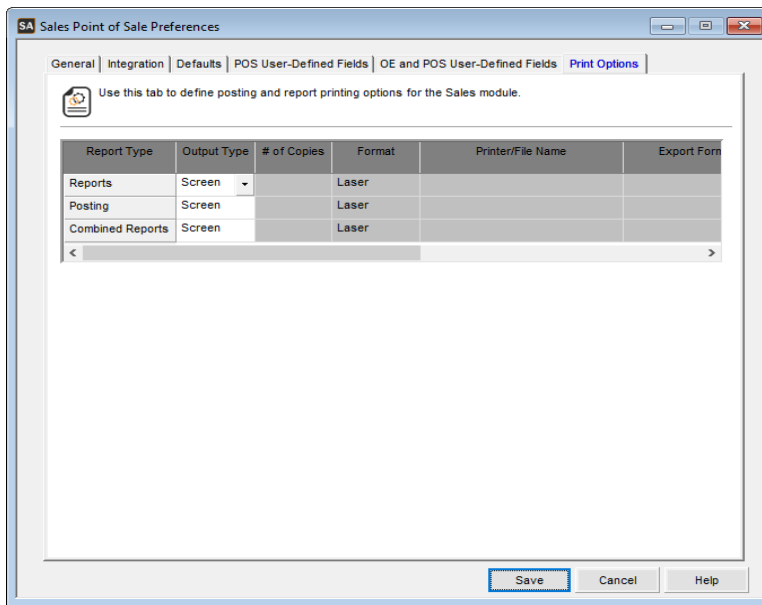 SA Sales Point of Sale Preferences
General Integration Defaults POS User-Defined Fields OE and POS User-Defined Fields Print Options
Use this tab to define posting and report printing options for the Sales module.
Report Type Output Type # of Copies Format Printer/File Name Export Form
Reports Screen Laser
Posting Screen Laser
Combined Reports Screen Laser
Save Cancel Help